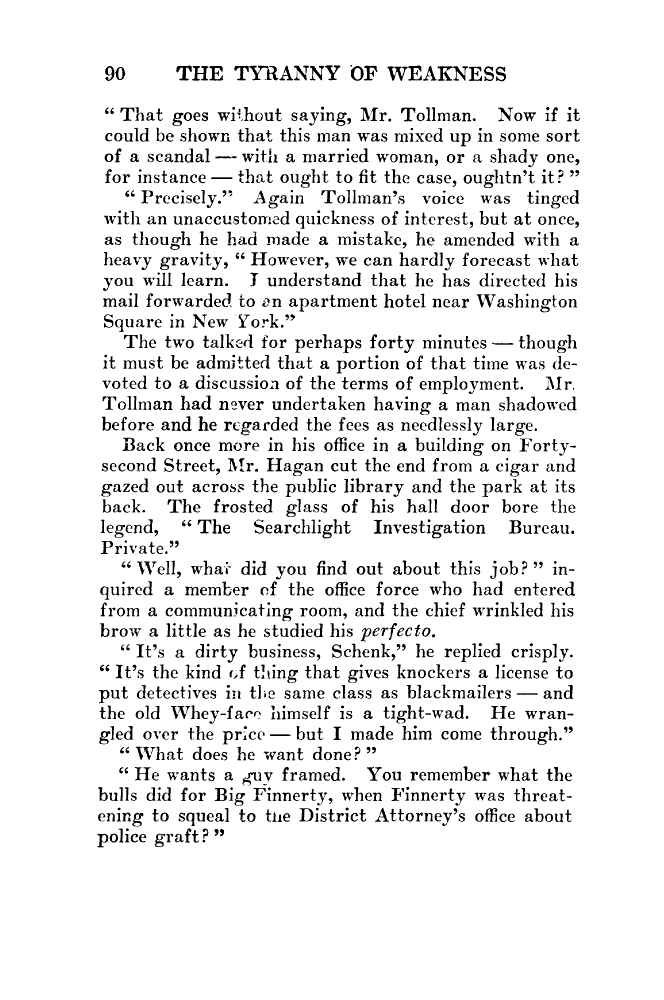 90 THE TYRANNY OF WEAKNESS
“ That goes without saying, Mr. Tollman. Now if it
could be shown that this man was mixed up in some sort
of a scandal — with a married woman, or a shady one,
for instance — that ought to fit the case, oughtn’t it? ”
“ Precisely.” Again Tollman’s voice was tinged
with an unaccustomed quickness of interest, but at once,
as though he had made a mistake, he amended with a
heavy gravity, “ However, we can hardly forecast what
you will learn. I understand that he has directed his
mail forwarded to an apartment hotel near Washington
Square in New York.”
The two talked for perhaps forty minutes — though
it must be admitted that a portion of that time was de-
voted to a discussion of the terms of employment. Mr.
Tollman had never undertaken having a man shadowed
before and he regarded the fees as needlessly large.
Back once more in his office in a building on Forty-
second Street, Mr. Hagan cut the end from a cigar and
gazed out across the public library and the park at its
back. The frosted glass of his hall door bore the
legend, “ The Searchlight Investigation Bureau.
Private.”
“ Well, what did you find out about this job? ” in-
quired a member of the office force who had entered
from a communicating room, and the chief wrinkled his
brow a little as he studied his perfecto.
“ It’s a dirty business, Schenk,” he replied crisply.
“ It’s the kind of thing that gives knockers a license to
put detectives in the same class as blackmailers — and
the old Whey-face himself is a tight-wad. He wran-
gled over the price — but I made him come through.”
“ What does he want done? ”
“ He wants a guy framed. You remember what the
bulls did for Big Finnerty, when Finnerty was threat-
ening to squeal to the District Attorney’s office about
police graft? ”